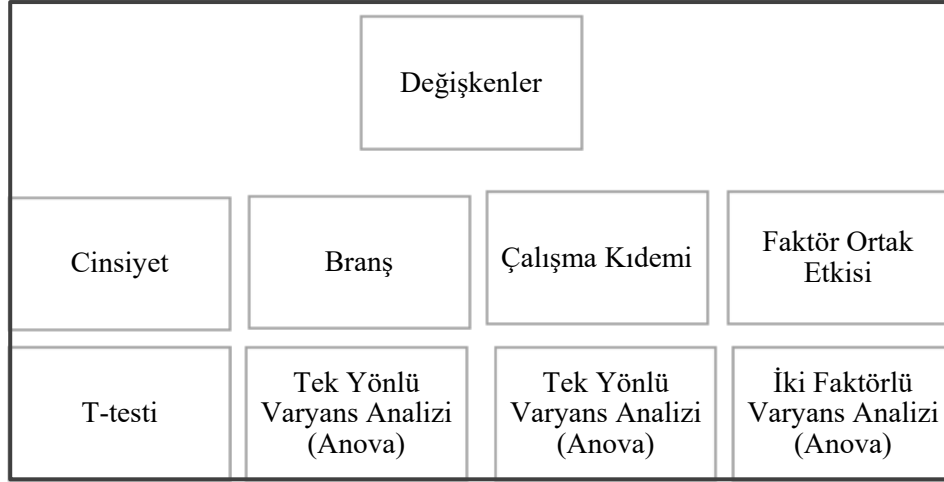 Değişkenler
Cinsiyet
Branş
Çalışma Kıdemi
Faktör Ortak
Etkisi
T-testi
Tek Yönlü
Varyans Analizi
(Anova)
Tek Yönlü
Varyans Analizi
(Anova)
İki Faktörlü
Varyans Analizi
(Anova)